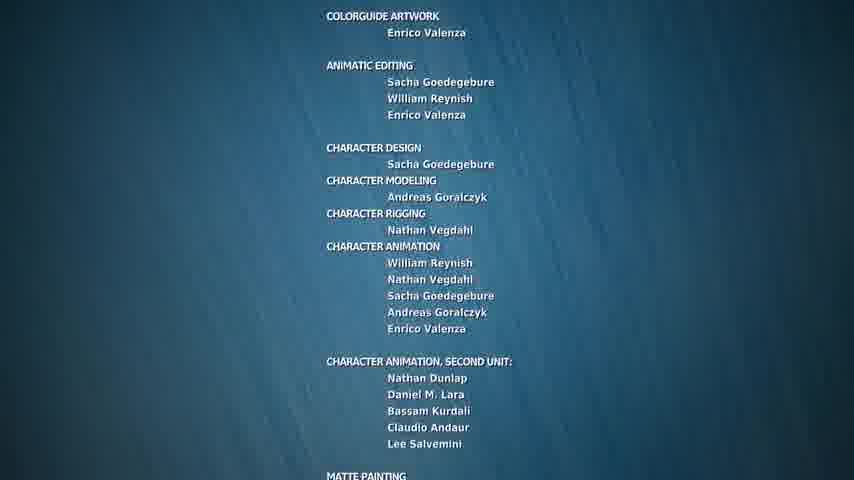 COLORGUIDE ARTWORK
Enrico Valenza
ANIMATIC EDITING
Sacha Goedegebure
William Reynish
Enrico Valenza
CHARACTER DESIGN
Sacha Goedegebure
CHARACTER MODELING
Andreas Goralczyk
CHARACTER RIGGING
Nathan Vegdahl
CHARACTER ANIMATION
William Reynish
Nathan Vegdahl
Sacha Goedegebure
Andreas Goralczyk
Enrico Valenza
CHARACTER ANIMATION, SECOND UNIT:
Nathan Dunlap
Daniel M. Lara
Bassam Kurdali
Claudio Andaur
Lee Salvemini
MATTE PAINTING